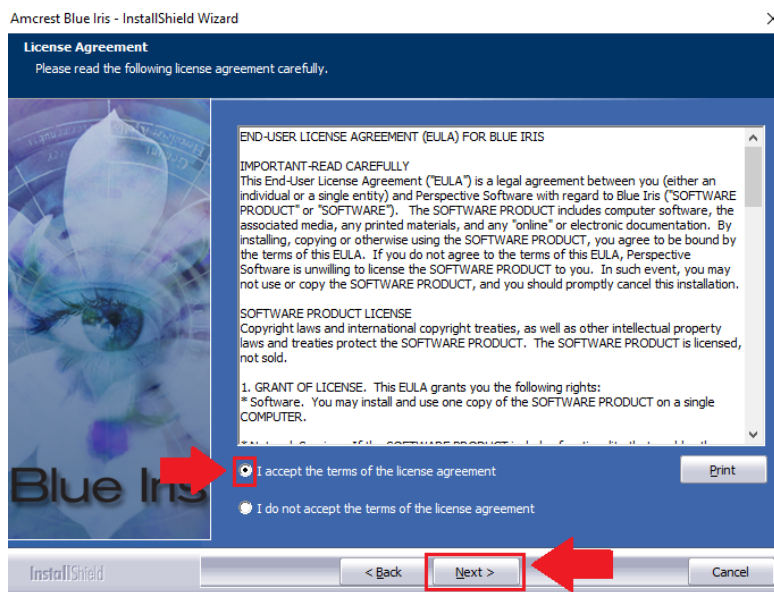 Amcrest Blue Iris - InstallShield Wizard
License Agreement
Please read the following license agreement carefully.
END-USER LICENSE AGREEMENT (EULA) FOR BLUE IRIS
IMPORTANT-READ CAREFULLY
This End-User License Agreement ("EULA") is a legal agreement between you (either an
individual or a single entity) and Perspective Software with regard to Blue Iris ("SOFTWARE
PRODUCT" or "SOFTWARE"). The SOFTWARE PRODUCT includes computer software, the
associated media, any printed materials, and any "online" or electronic documentation. By
installing, copying or otherwise using the SOFTWARE PRODUCT, you agree to be bound by
the terms of this EULA. If you do not agree to the terms of this EULA, Perspective
Software is unwilling to license the SOFTWARE PRODUCT to you. In such event, you may
not use or copy the SOFTWARE PRODUCT, and you should promptly cancel this installation.
SOFTWARE PRODUCT LICENSE
Copyright laws and international copyright treaties, as well as other intellectual property
laws and treaties protect the SOFTWARE PRODUCT. The SOFTWARE PRODUCT is licensed,
not sold.
1. GRANT OF LICENSE. This EULA grants you the following rights:
* Software. You may install and use one copy of the SOFTWARE PRODUCT on a single
COMPUTER.
I accept the terms of the license agreement
Print
Blue Iris
I do not accept the terms of the license agreement
InstallShield
< Back
Next >
Cancel